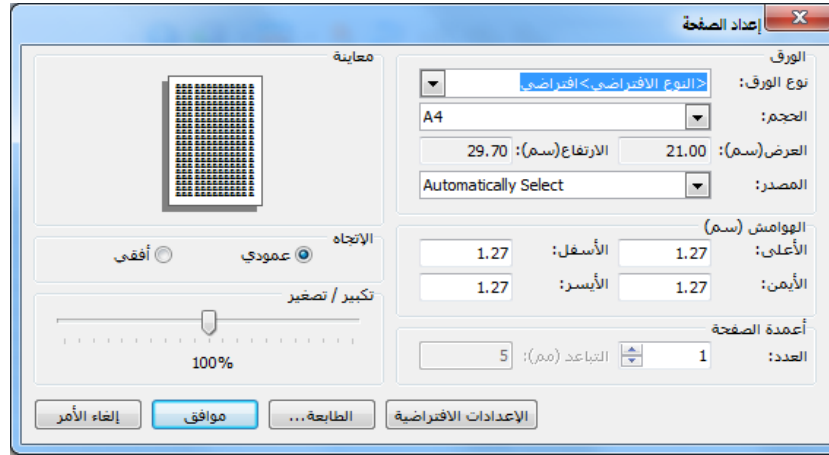 إعداد الصفحة
الورق
نوع الورق: <النوع الافتراضي>افتراضي
الحجم: A4
العرض(سم): 21.00 الارتفاع(سم): 29.70
المصدر: Automatically Select
الهوامش (سم)
الأعلى: 1.27 الأسفل: 1.27
الأيمن: 1.27 الأيسر: 1.27
أعمدة الصفحة
العدد: 1 التباعد (مم): 5
معاينة
الإتجاه
عمودي أفقي
تكبير / تصغير
100%
الإعدادات الافتراضية الطابعة... موافق إلغاء الأمر